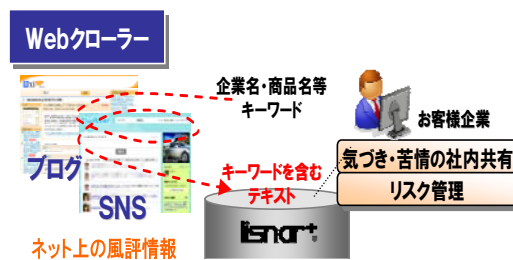 Webクローラー
企業名・商品名等
キーワード
お客様企業
ブログ
SNS
キーワードを含む
テキスト
気づき・苦情の社内共有
リスク管理
ネット上の風評情報